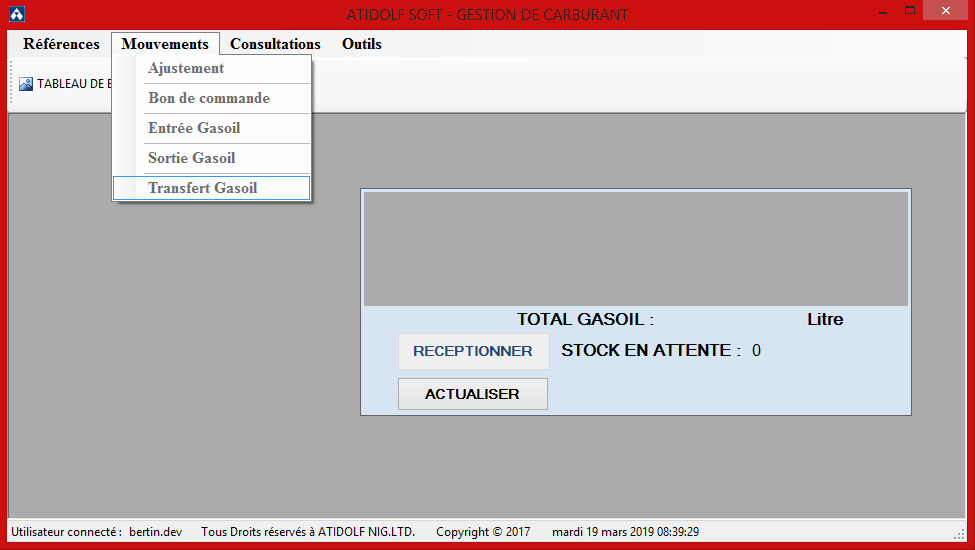 ATIDOLF SOFT - GESTION DE CARBURANT
Références Mouvements Consultations Outils
Ajustement
TABLEAU DE
Bon de commande
Entrée Gasoil
Sortie Gasoil
Transfert Gasoil
TOTAL GASOIL : Litre
RECEPTIONNER STOCK EN ATTENTE : 0
ACTUALISER
Utilisateur connecté : bertin.dev Tous Droits réservés à ATIDOLF NIG.LTD. Copyright © 2017 mardi 19 mars 2019 08:39:29